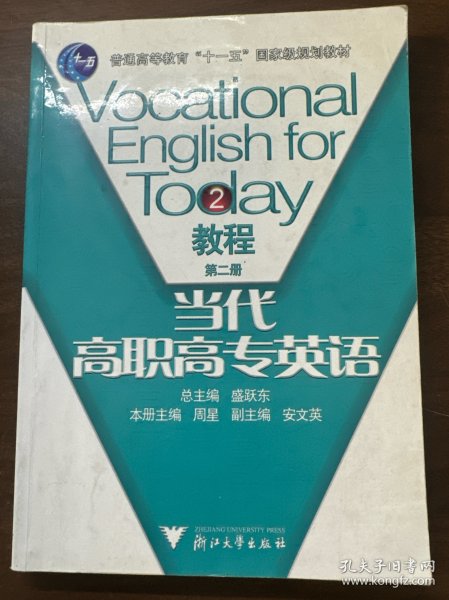 十一五
普通高等教育“十一五”国家级规划教材
Vocational
English for
Today
2
教程
第二册
当代
高职高专英语
总主编 盛跃东
本册主编 周星 副主编 安文英
ZHEJIANG UNIVERSITY PRESS
浙江大学出版社
孔夫子旧书网
www.kongfz.com